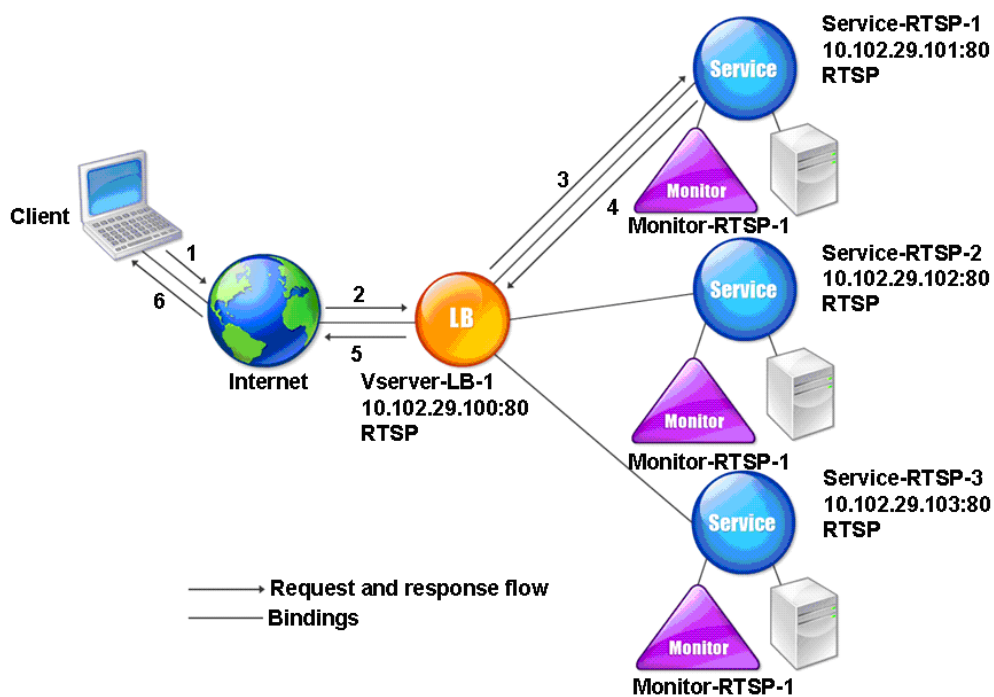 Service-RTSP-1
10.102.29.101:80
RTSP
Service
3
4
Monitor
Monitor-RTSP-1
Client
1
6
2
5
Internet
LB
Vserver-LB-1
10.102.29.100:80
RTSP
Service-RTSP-2
10.102.29.102:80
RTSP
Service
Monitor
Monitor-RTSP-1
Service-RTSP-3
10.102.29.103:80
RTSP
Service
Monitor
Monitor-RTSP-1
Request and response flow
Bindings